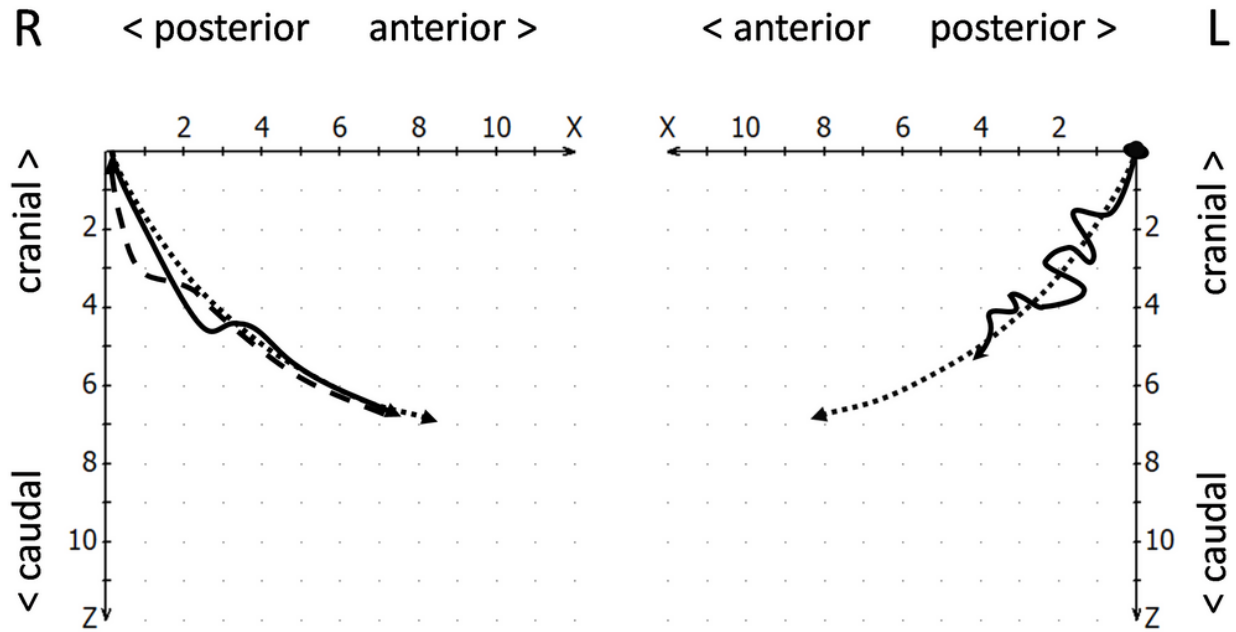 R < posterior anterior > < anterior posterior > L
2 4 6 8 10 X X 10 8 6 4 2
cranial >
< caudal
2
4
6
8
10
Z
2
4
6
8
10
Z
cranial >
< caudal